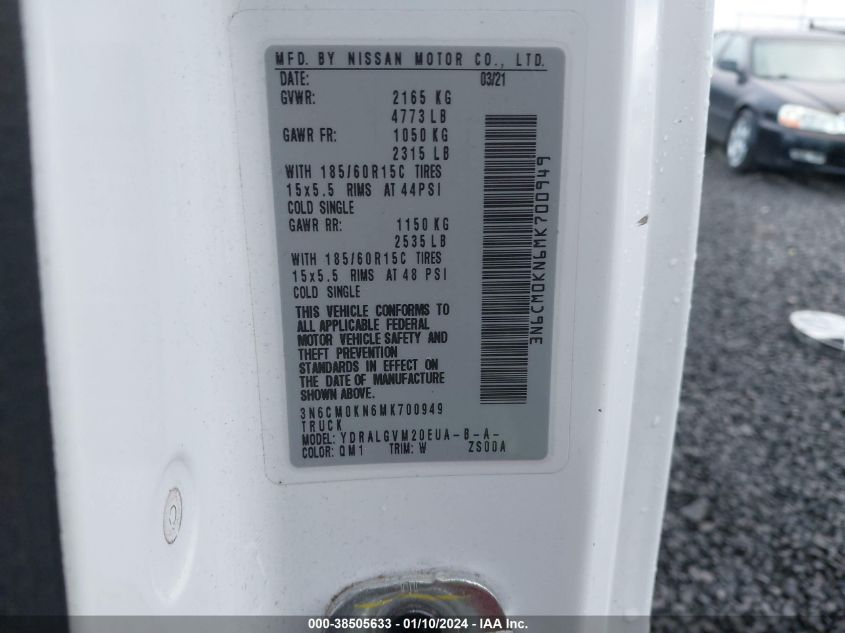 MFD. BY NISSAN MOTOR CO., LTD.
DATE: 03/21
GVWR: 2165 KG
4773 LB
GAWR FR: 1050 KG
2315 LB
WITH 185/60R15C TIRES
15x5.5 RIMS AT 44PSI
COLD SINGLE
GAWR RR: 1150 KG
2535 LB
WITH 185/60R15C TIRES
15x5.5 RIMS AT 48 PSI
COLD SINGLE
THIS VEHICLE CONFORMS TO
ALL APPLICABLE FEDERAL
MOTOR VEHICLE SAFETY AND
THEFT PREVENTION
STANDARDS IN EFFECT ON
THE DATE OF MANUFACTURE
SHOWN ABOVE.
3N6CM0KN6MK700949
TRUCK
MODEL: YDRALGVM20EUA-B-A-
COLOR: QM1 TRIM: W ZS00A
3N6CM0KN6MK700949
000-38505633 - 01/10/2024 - IAA Inc.